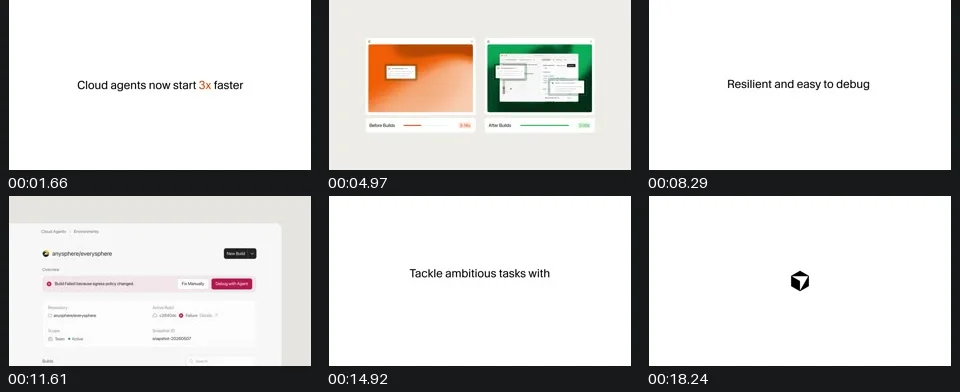 Cloud agents now start 3x faster
00:01.66
Before Builds
After Builds
00:04.97
Resilient and easy to debug
00:08.29
Cloud Agents
Environments
anysphere/everysphere
New Build
Overview
Build Failed because egress policy changed.
Fix Manually
Debug with Agent
Repository
anysphere/everysphere
Failure
Details
Scope
Team
Active
Snapshot ID
snapshot-20260507
Builds
Search
00:11.61
Tackle ambitious tasks with
00:14.92
00:18.24